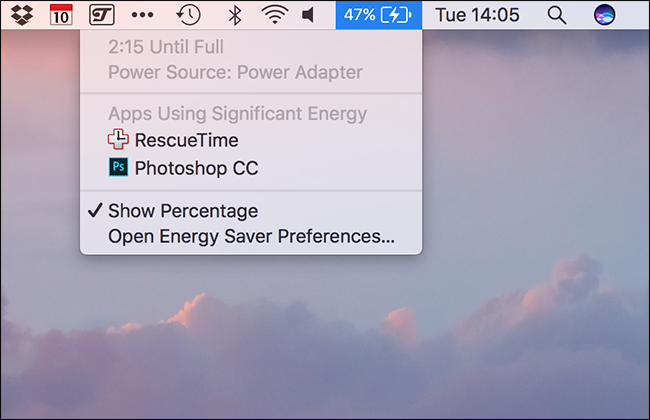 10
47%
Tue 14:05
2:15 Until Full
Power Source: Power Adapter
Apps Using Significant Energy
RescueTime
Ps
Photoshop CC
Show Percentage
Open Energy Saver Preferences...